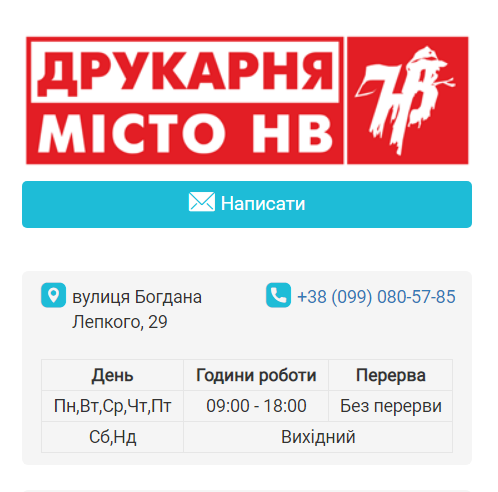 ДРУКАРНЯ
МІСТО НВ
НВ
Написати
вулиця Богдана
Лепкого, 29
+38 (099) 080-57-85
День Години роботи Перерва
Пн,Вт,Ср,Чт,Пт 09:00 - 18:00 Без перерви
Сб,Нд Вихідний